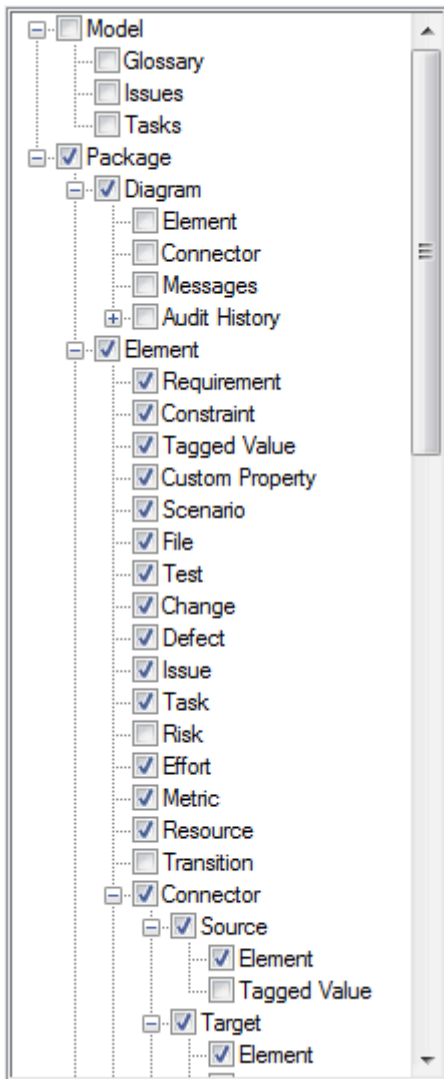 Model
Glossary
Issues
Tasks
Package
Diagram
Element
Connector
Messages
Audit History
Element
Requirement
Constraint
Tagged Value
Custom Property
Scenario
File
Test
Change
Defect
Issue
Task
Risk
Effort
Metric
Resource
Transition
Connector
Source
Element
Tagged Value
Target
Element